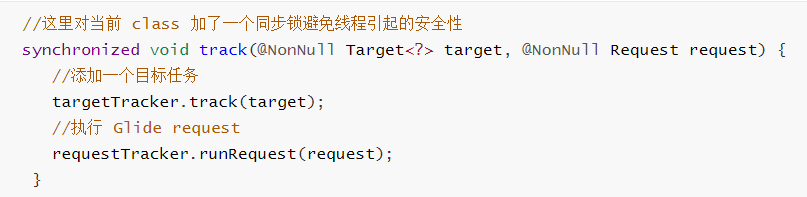 //这里对当前 class 加了一个同步锁避免线程引起的安全性
synchronized void track(@NonNull Target<?> target, @NonNull Request request) {
//添加一个目标任务
targetTracker.track(target);
//执行 Glide request
requestTracker.runRequest(request);
}